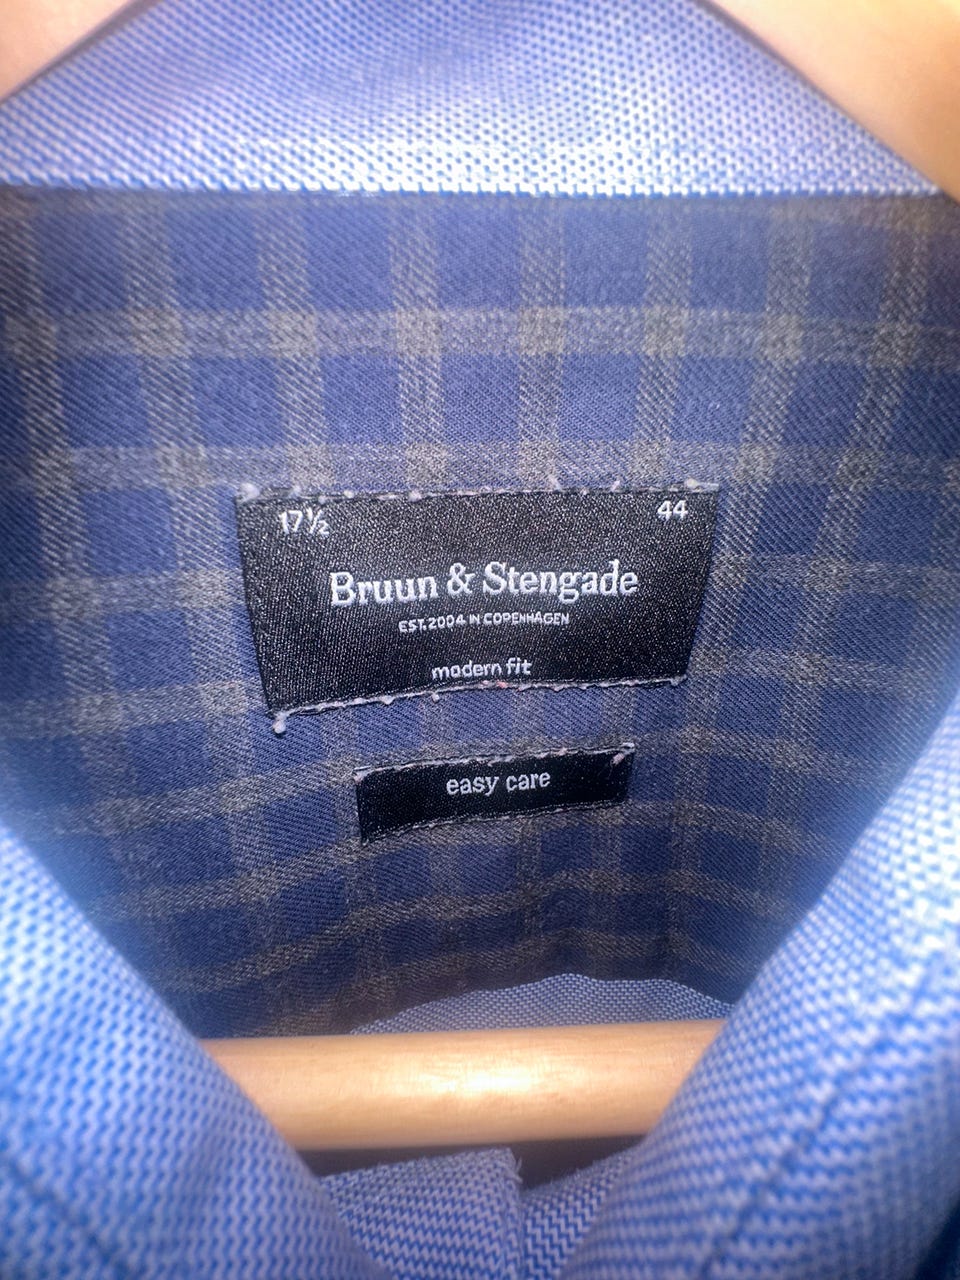 17½ 44
Bruun & Stengade
EST. 2004 IN COPENHAGEN
modern fit
easy care